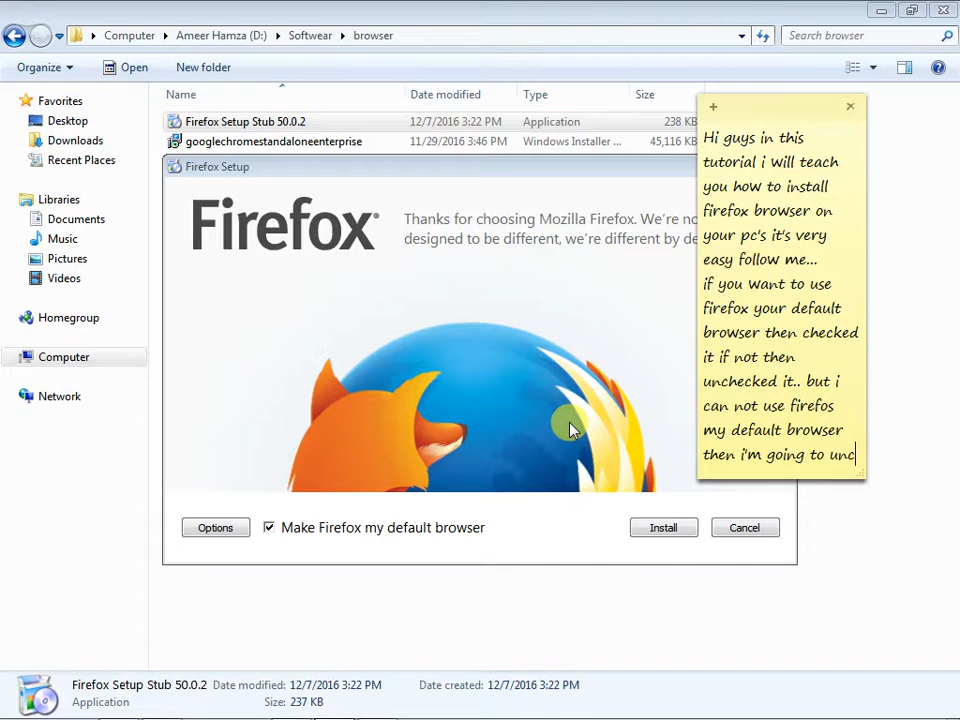 Computer
Ameer Hamza (D:)
Softwear
browser
Search browser
Organize
Open
New folder
Name
Date modified
Type
Size
Favorites
Desktop
Downloads
Recent Places
Libraries
Documents
Music
Pictures
Videos
Homegroup
Computer
Network
Firefox Setup Stub 50.0.2
12/7/2016 3:22 PM
Application
238 KB
googlechromestandaloneenterprise
11/29/2016 3:46 PM
Windows Installer ...
45,116 KB
Firefox Setup
Firefox®
Thanks for choosing Mozilla Firefox. We're no
designed to be different, we're different by de
Options
Make Firefox my default browser
Install
Cancel
Hi guys in this
tutorial i will teach
you how to install
firefox browser on
your pc's it's very
easy follow me...
if you want to use
firefox your default
browser then checked
it if not then
unchecked it.. but i
can not use firefos
my default browser
then i'm going to unc
Firefox Setup Stub 50.0.2 Date modified: 12/7/2016 3:22 PM Date created: 12/7/2016 3:22 PM
Application Size: 237 KB